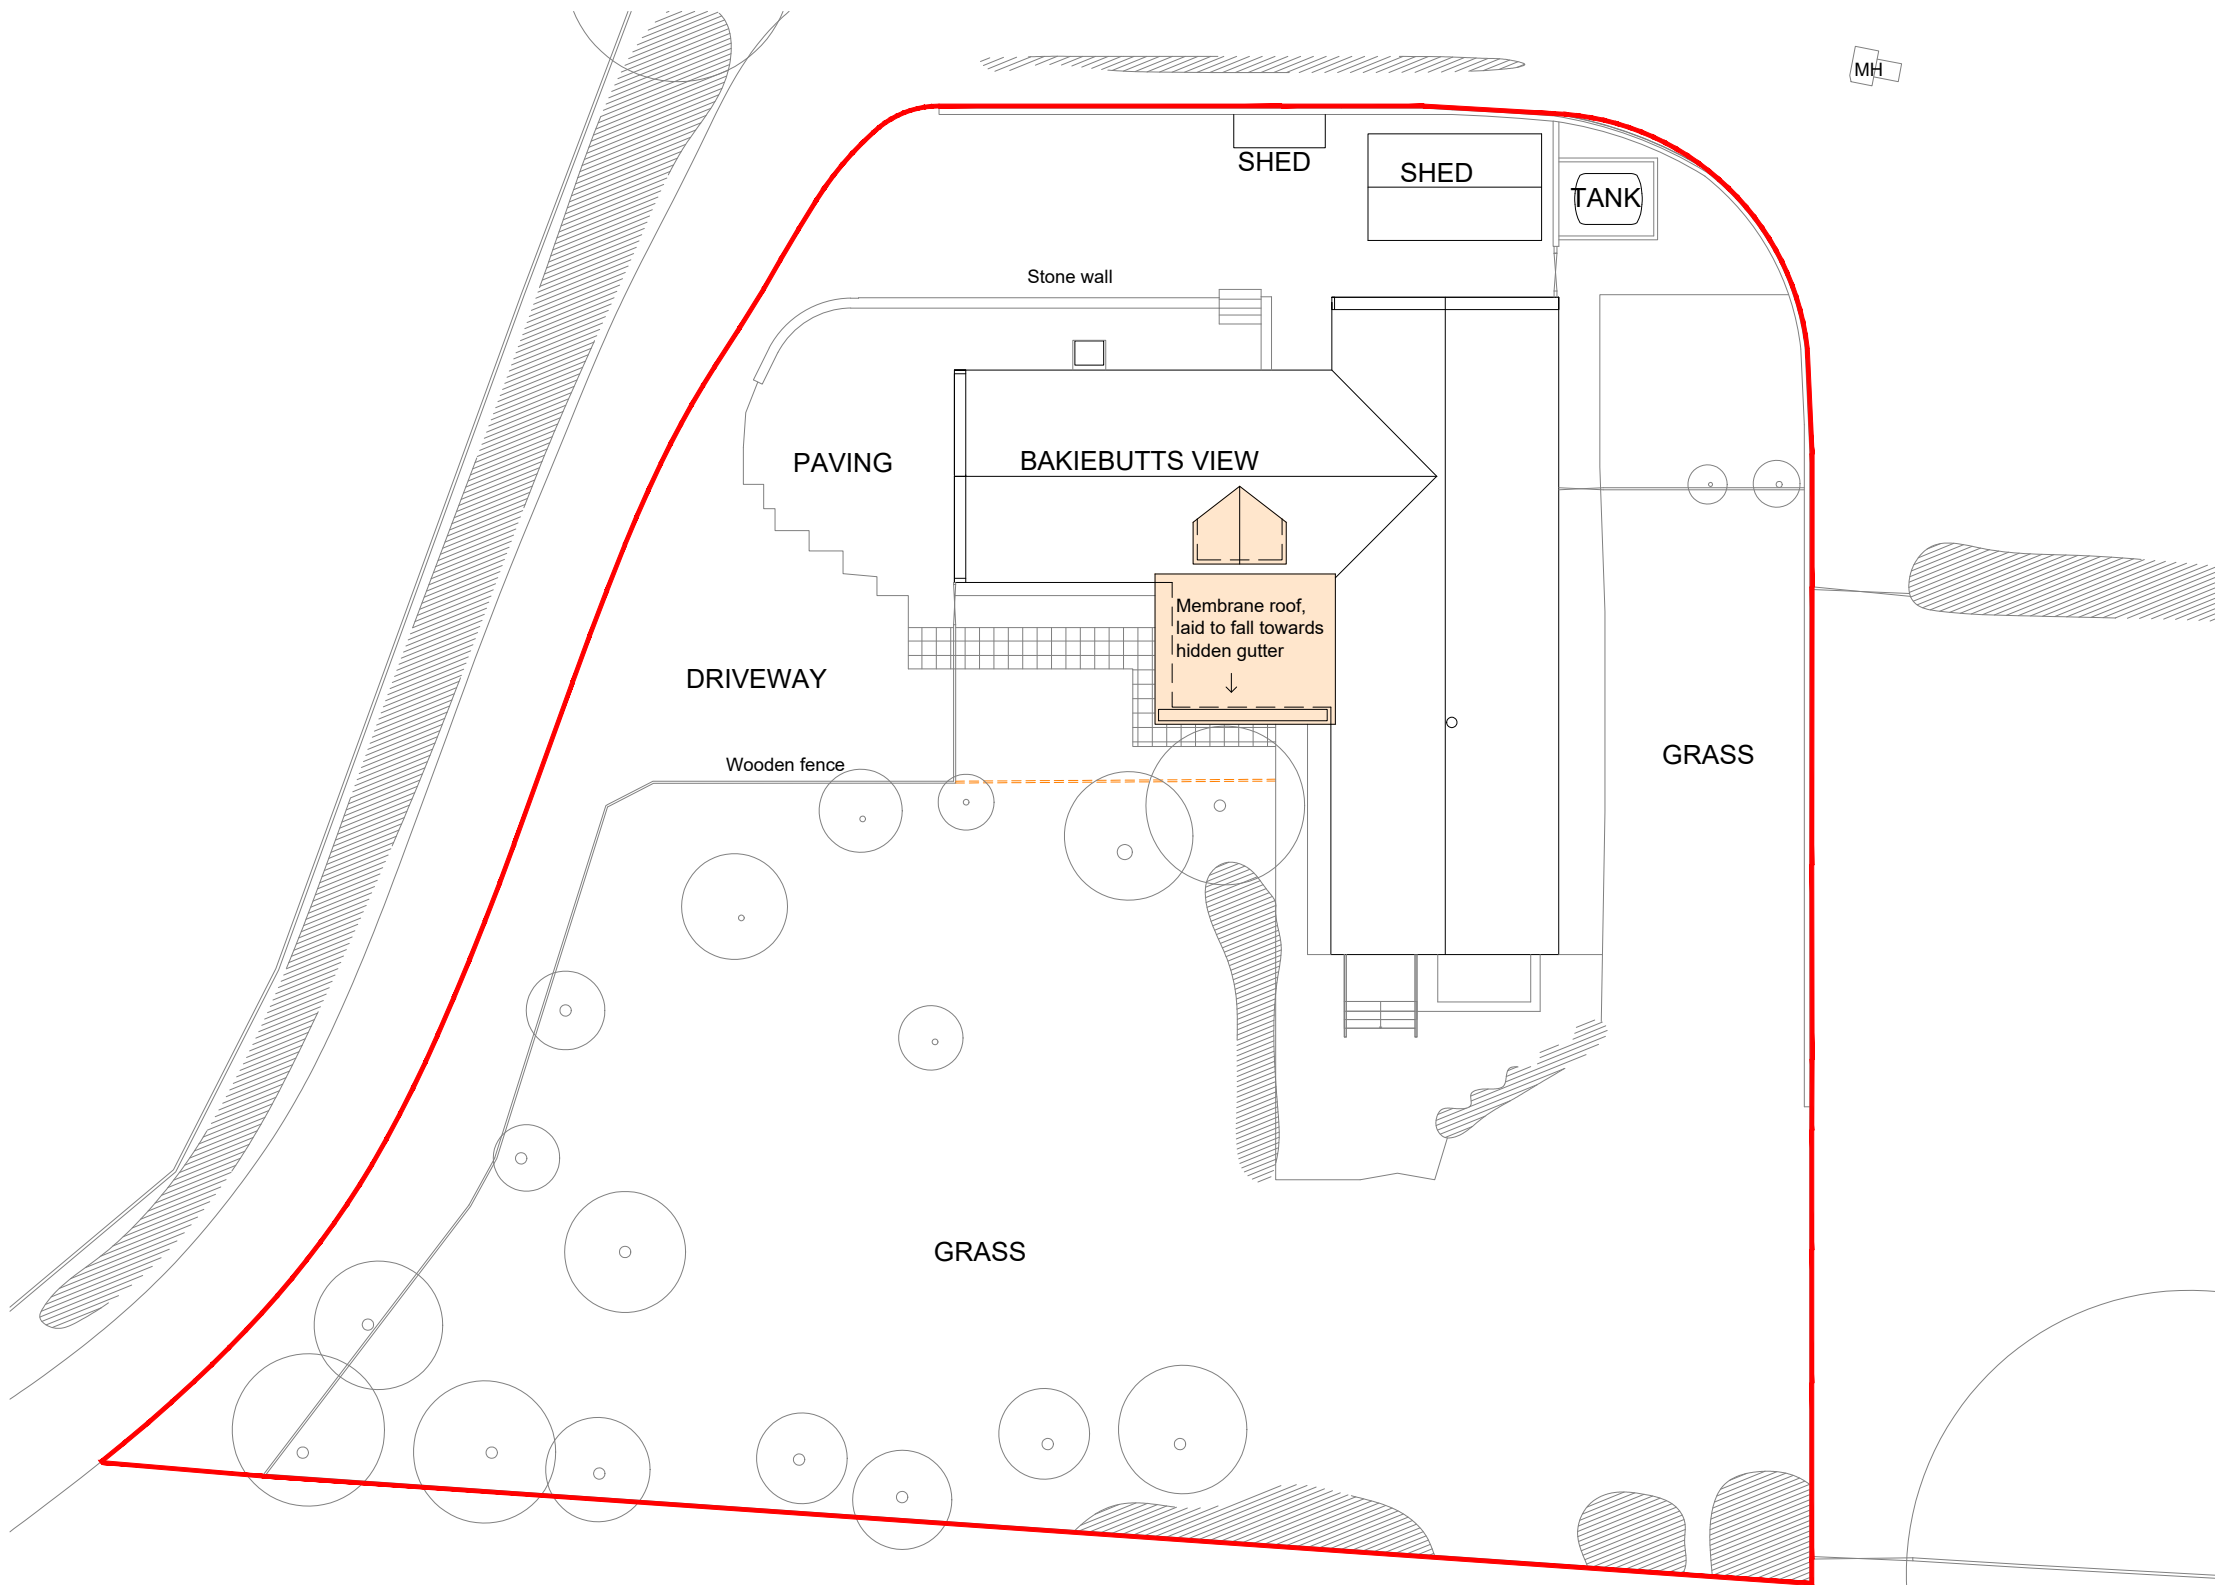 MH
SHED
SHED
TANK
Stone wall
PAVING
BAKIEBUTTS VIEW
Membrane roof,
laid to fall towards
hidden gutter
DRIVEWAY
Wooden fence
GRASS
GRASS